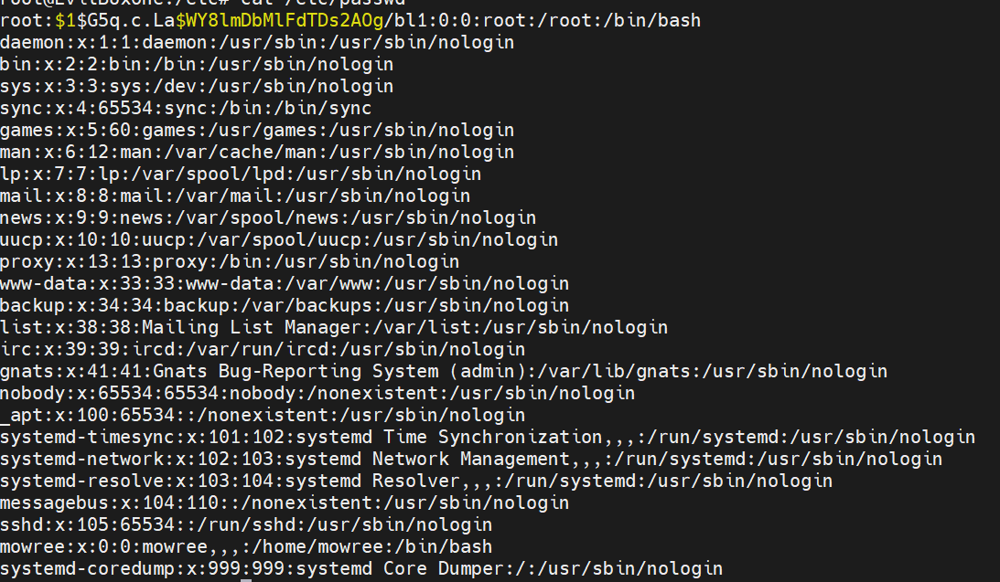 root@EvilBoxOne:/etc# cat /etc/passwd
root:$1$G5q.c.La$WY8lmDbMlFdTDs2AOg/bl1:0:0:root:/root:/bin/bash
daemon:x:1:1:daemon:/usr/sbin:/usr/sbin/nologin
bin:x:2:2:bin:/bin:/usr/sbin/nologin
sys:x:3:3:sys:/dev:/usr/sbin/nologin
sync:x:4:65534:sync:/bin:/bin/sync
games:x:5:60:games:/usr/games:/usr/sbin/nologin
man:x:6:12:man:/var/cache/man:/usr/sbin/nologin
lp:x:7:7:lp:/var/spool/lpd:/usr/sbin/nologin
mail:x:8:8:mail:/var/mail:/usr/sbin/nologin
news:x:9:9:news:/var/spool/news:/usr/sbin/nologin
uucp:x:10:10:uucp:/var/spool/uucp:/usr/sbin/nologin
proxy:x:13:13:proxy:/bin:/usr/sbin/nologin
www-data:x:33:33:www-data:/var/www:/usr/sbin/nologin
backup:x:34:34:backup:/var/backups:/usr/sbin/nologin
list:x:38:38:Mailing List Manager:/var/list:/usr/sbin/nologin
irc:x:39:39:ircd:/var/run/ircd:/usr/sbin/nologin
gnats:x:41:41:Gnats Bug-Reporting System (admin):/var/lib/gnats:/usr/sbin/nologin
nobody:x:65534:65534:nobody:/nonexistent:/usr/sbin/nologin
_apt:x:100:65534::/nonexistent:/usr/sbin/nologin
systemd-timesync:x:101:102:systemd Time Synchronization,,,:/run/systemd:/usr/sbin/nologin
systemd-network:x:102:103:systemd Network Management,,,:/run/systemd:/usr/sbin/nologin
systemd-resolve:x:103:104:systemd Resolver,,,:/run/systemd:/usr/sbin/nologin
messagebus:x:104:110::/nonexistent:/usr/sbin/nologin
sshd:x:105:65534::/run/sshd:/usr/sbin/nologin
mowree:x:0:0:mowree,,,:/home/mowree:/bin/bash
systemd-coredump:x:999:999:systemd Core Dumper:/:/usr/sbin/nologin